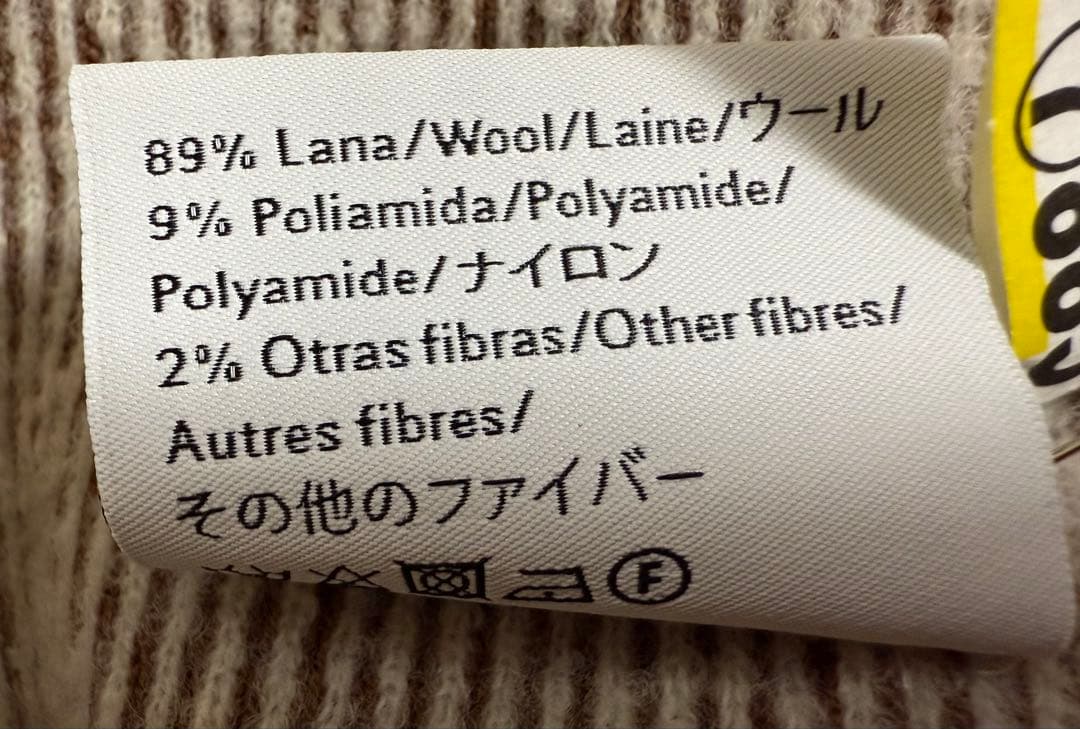 89% Lana/Wool/Laine/ウール
9% Poliamida/Polyamide/
Polyamide/ナイロン
2% Otras fibras/Other fibres/
Autres fibres/
その他のファイバー
F